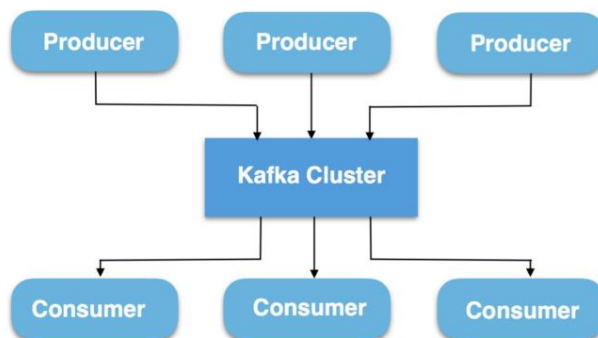 Producer
Producer
Producer
Kafka Cluster
Consumer
Consumer
Consumer